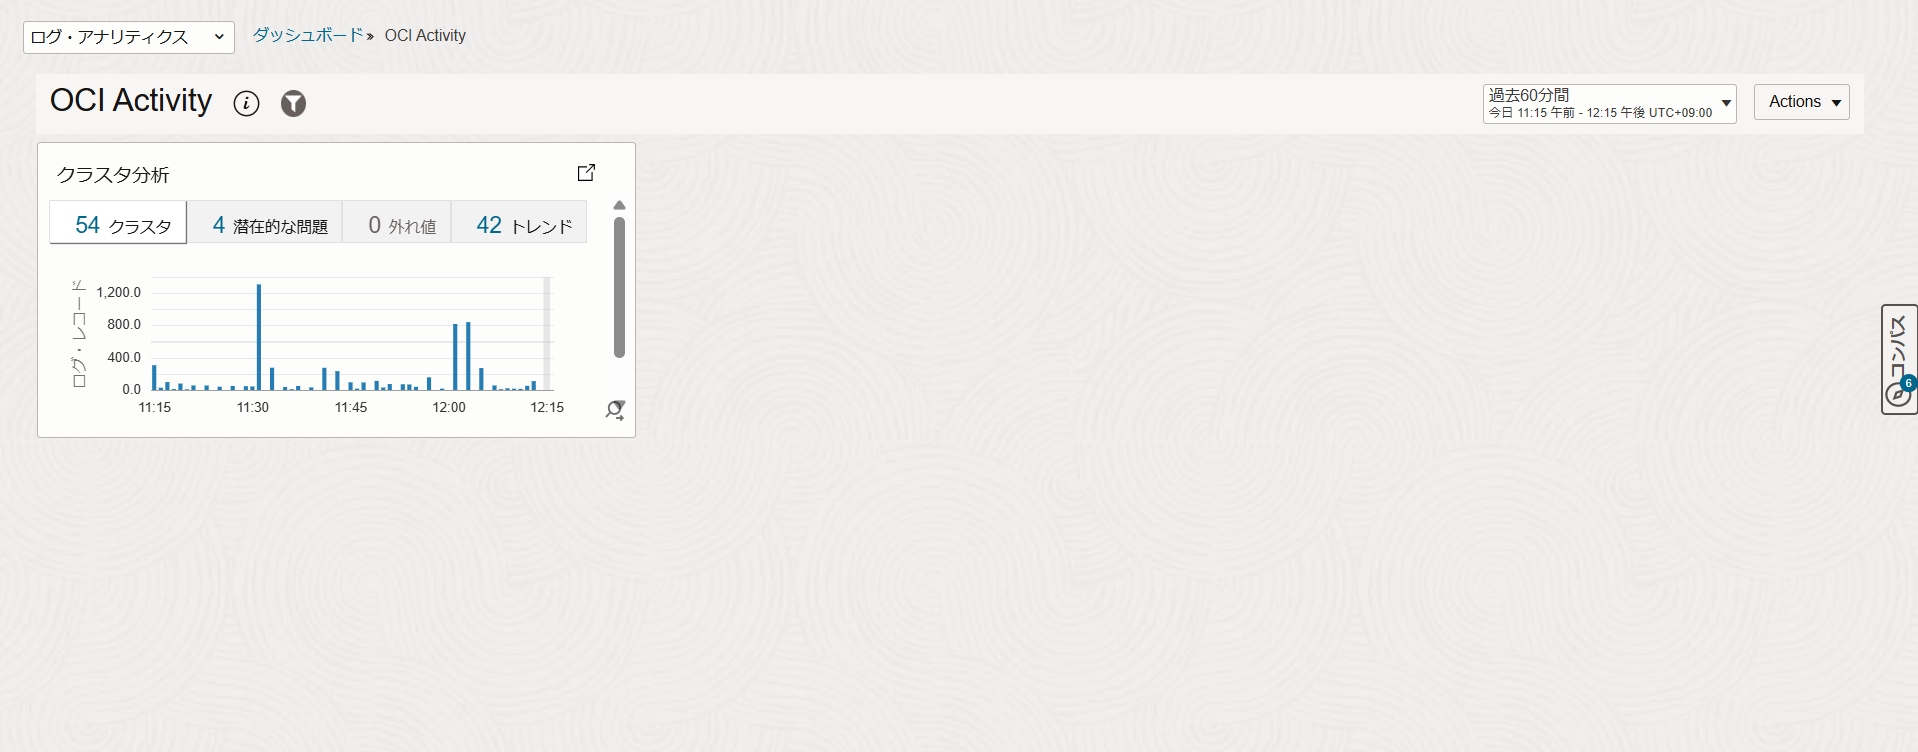 ログ・アナリティクス
ダッシュボード» OCI Activity
OCI Activity
過去60分間
今日 11:15 午前 - 12:15 午後 UTC+09:00
Actions
クラスタ分析
54 クラスタ 4 潜在的な問題 0 外れ値 42 トレンド
ログ・レコード
1,200.0
800.0
400.0
0.0
11:15 11:30 11:45 12:00 12:15
コンパス
6